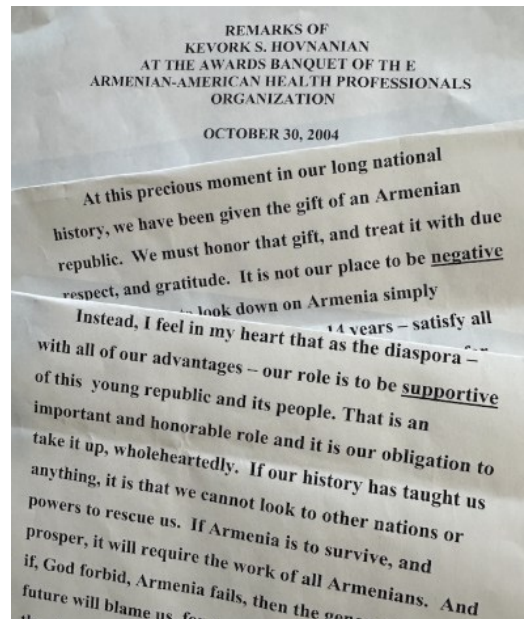 REMARKS OF
KEVORK S. HOVNANIAN
AT THE AWARDS BANQUET OF TH E
ARMENIAN-AMERICAN HEALTH PROFESSIONALS
ORGANIZATION
OCTOBER 30, 2004
At this precious moment in our long national
history, we have been given the gift of an Armenian
republic. We must honor that gift, and treat it with due
respect, and gratitude. It is not our place to be negative
look down on Armenia simply
14 years – satisfy all
Instead, I feel in my heart that as the diaspora –
with all of our advantages – our role is to be supportive
of this young republic and its people. That is an
important and honorable role and it is our obligation to
take it up, wholeheartedly. If our history has taught us
anything, it is that we cannot look to other nations or
powers to rescue us. If Armenia is to survive, and
prosper, it will require the work of all Armenians. And
if, God forbid, Armenia fails, then the
future will blame us